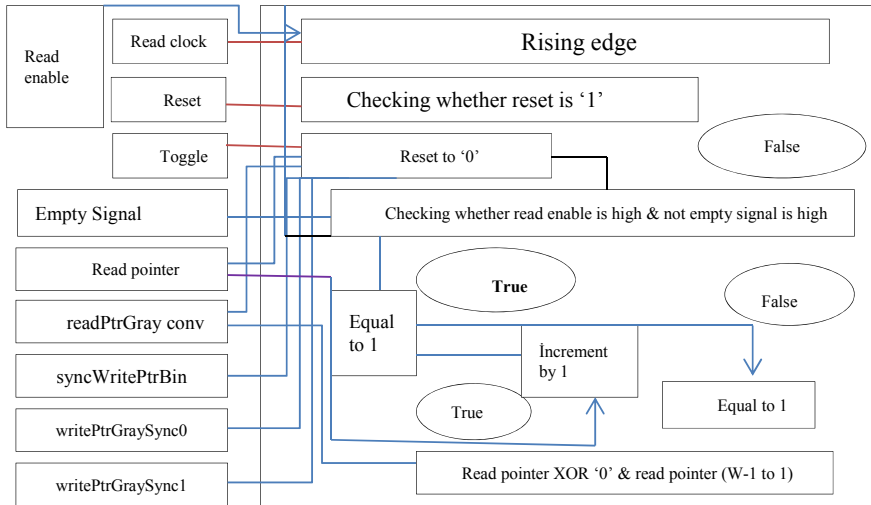 Read
enable
Read clock
Rising edge
Reset
Checking whether reset is ‘1’
Toggle
Reset to ‘0’
False
Empty Signal
Checking whether read enable is high & not empty signal is high
Read pointer
True
False
readPtrGray conv
Equal
to 1
İncrement
by 1
syncWritePtrBin
True
Equal to 1
writePtrGraySync0
Read pointer XOR ‘0’ & read pointer (W-1 to 1)
writePtrGraySync1